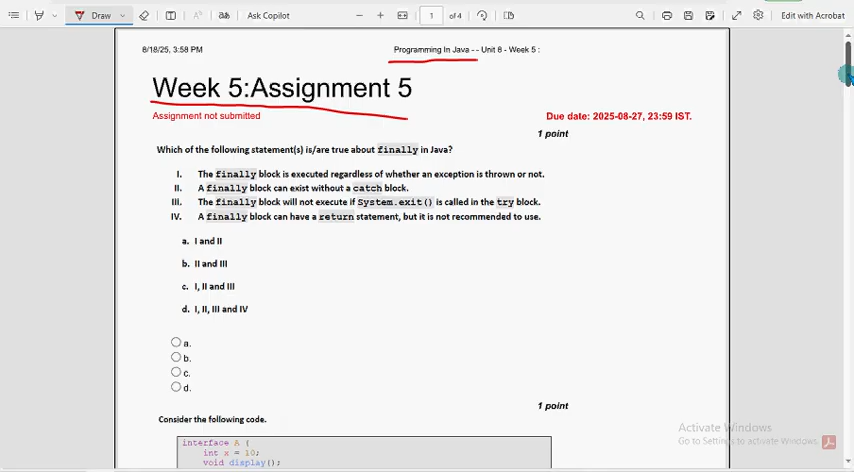 Draw
Ask Copilot
1 of 4
Edit with Acrobat
8/18/25, 3:58 PM
Programming In Java - - Unit 8 - Week 5 :
Week 5:Assignment 5
Assignment not submitted
Due date: 2025-08-27, 23:59 IST.
1 point
Which of the following statement(s) is/are true about finally in Java?
I. The finally block is executed regardless of whether an exception is thrown or not.
II. A finally block can exist without a catch block.
III. The finally block will not execute if System.exit() is called in the try block.
IV. A finally block can have a return statement, but it is not recommended to use.
a. I and II
b. II and III
c. I, II and III
d. I, II, III and IV
a.
b.
c.
d.
1 point
Consider the following code.
interface A {
int x = 10;
void display();
Activate Windows
Go to Settings to activate Windows.